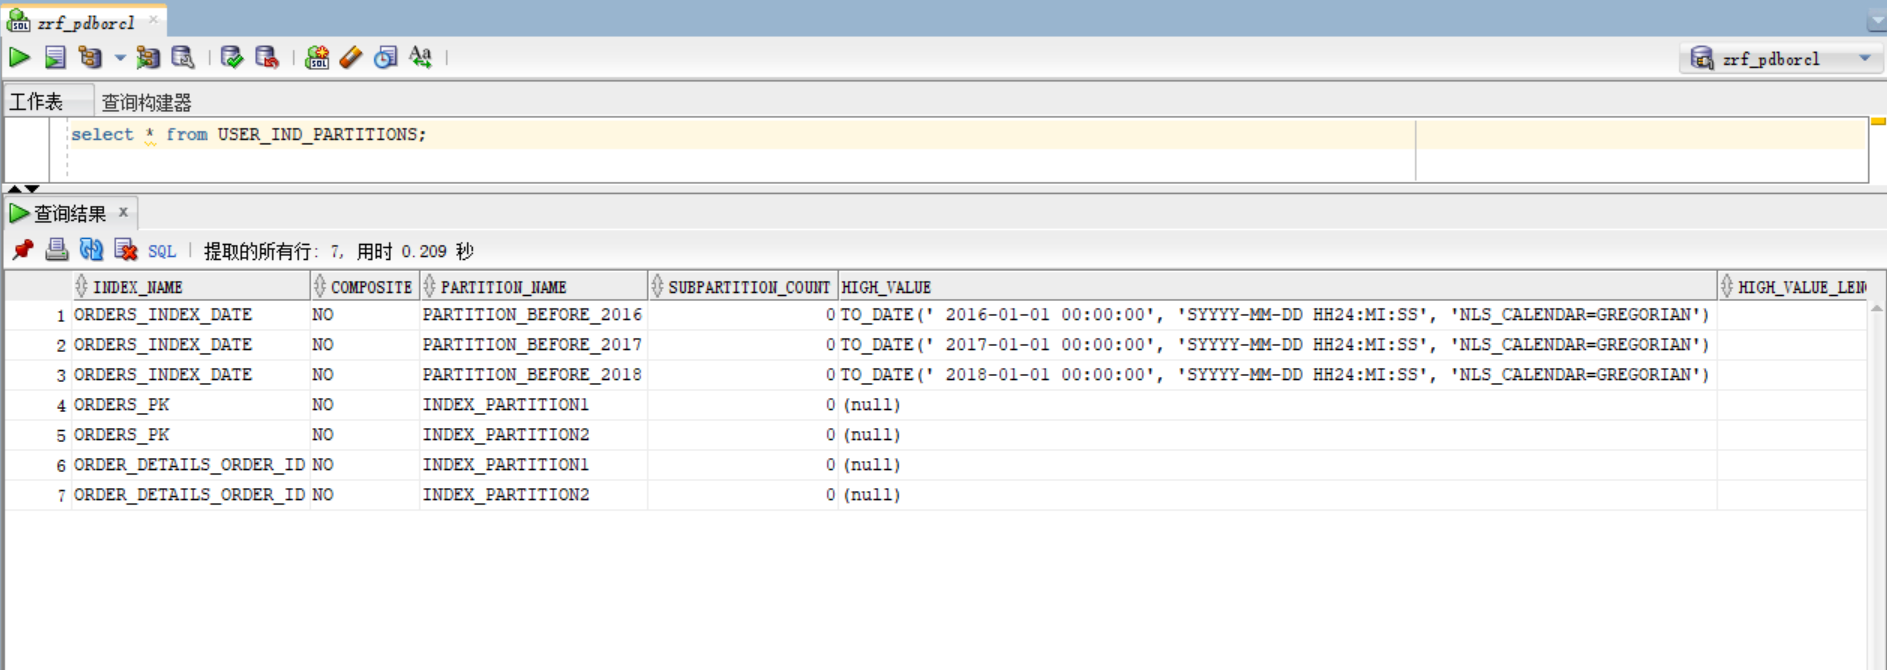 zrf_pdborcl
zrf_pdborcl
工作表 查询构建器
select * from USER_IND_PARTITIONS;
查询结果 x
SQL | 提取的所有行: 7, 用时 0.209 秒
INDEX_NAME COMPOSITE PARTITION_NAME SUBPARTITION_COUNT HIGH_VALUE HIGH_VALUE_LEN
1 ORDERS_INDEX_DATE NO PARTITION_BEFORE_2016 0 TO_DATE(' 2016-01-01 00:00:00', 'SYYYY-MM-DD HH24:MI:SS', 'NLS_CALENDAR=GREGORIAN')
2 ORDERS_INDEX_DATE NO PARTITION_BEFORE_2017 0 TO_DATE(' 2017-01-01 00:00:00', 'SYYYY-MM-DD HH24:MI:SS', 'NLS_CALENDAR=GREGORIAN')
3 ORDERS_INDEX_DATE NO PARTITION_BEFORE_2018 0 TO_DATE(' 2018-01-01 00:00:00', 'SYYYY-MM-DD HH24:MI:SS', 'NLS_CALENDAR=GREGORIAN')
4 ORDERS_PK NO INDEX_PARTITION1 0 (null)
5 ORDERS_PK NO INDEX_PARTITION2 0 (null)
6 ORDER_DETAILS_ORDER_ID NO INDEX_PARTITION1 0 (null)
7 ORDER_DETAILS_ORDER_ID NO INDEX_PARTITION2 0 (null)